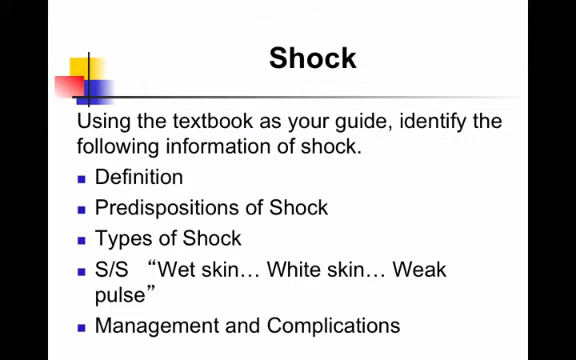 Shock
Using the textbook as your guide, identify the
following information of shock.
Definition
Predispositions of Shock
Types of Shock
S/S “Wet skin… White skin… Weak
pulse”
Management and Complications